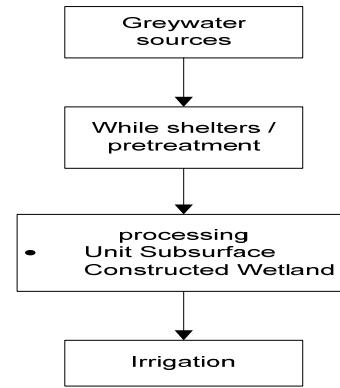 Greywater
sources
While shelters /
pretreatment
processing
• Unit Subsurface
Constructed Wetland
Irrigation